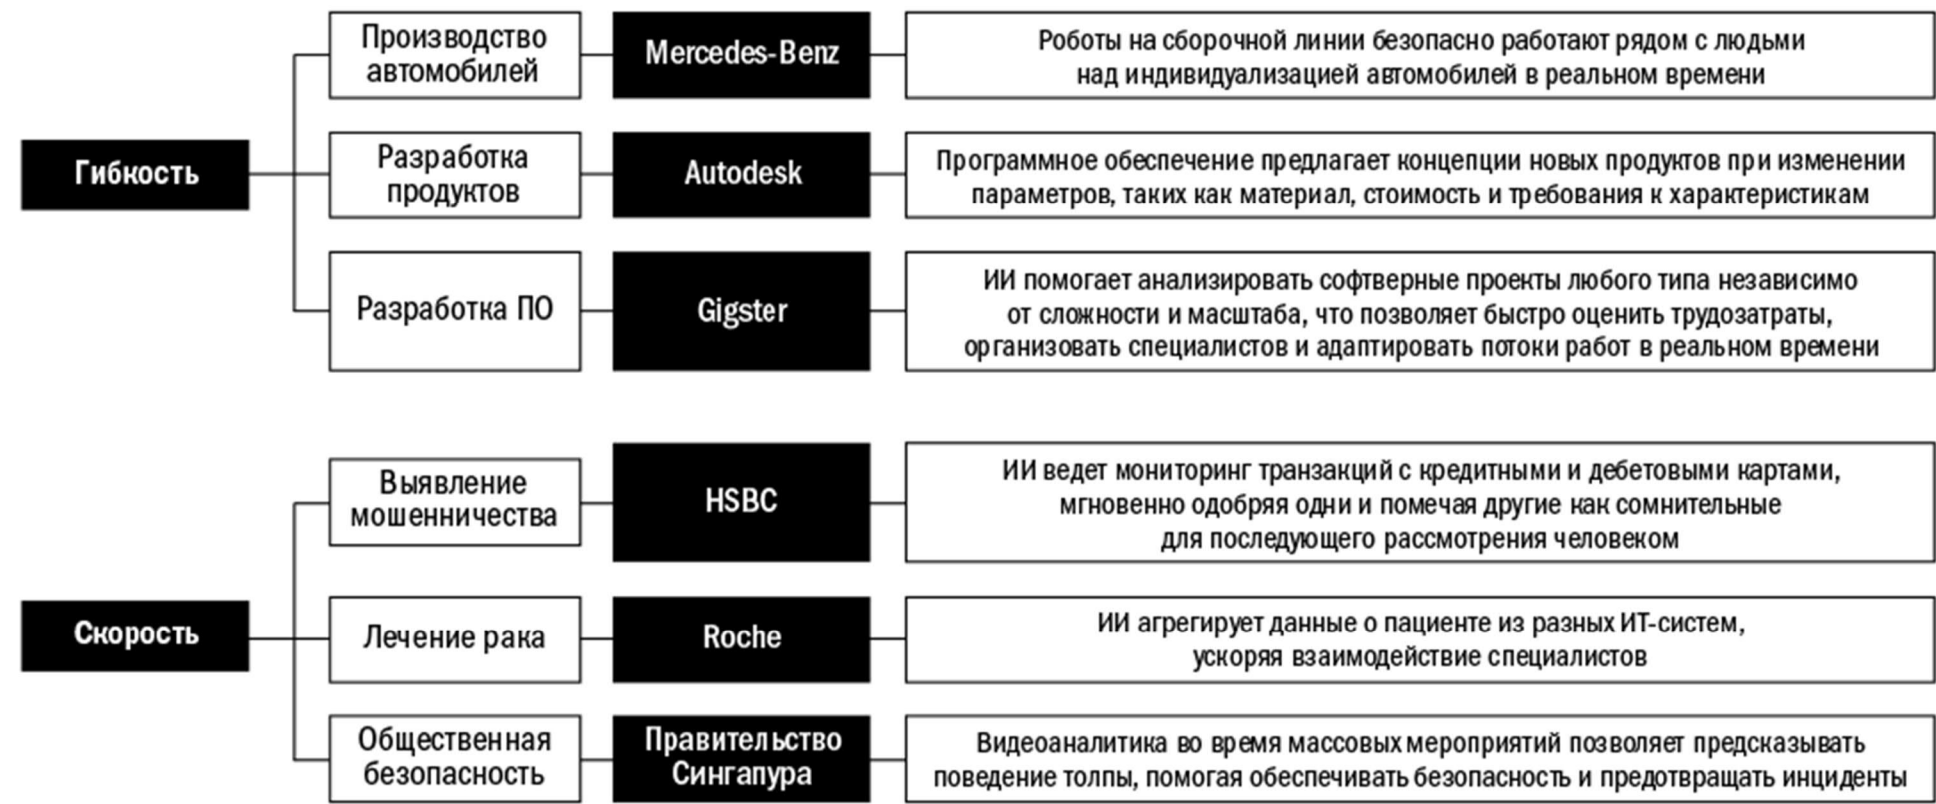 Гибкость
Производство
автомобилей
Mercedes-Benz
Роботы на сборочной линии безопасно работают рядом с людьми
над индивидуализацией автомобилей в реальном времени
Разработка
продуктов
Autodesk
Программное обеспечение предлагает концепции новых продуктов при изменении
параметров, таких как материал, стоимость и требования к характеристикам
Разработка ПО
Gigster
ИИ помогает анализировать софтверные проекты любого типа независимо
от сложности и масштаба, что позволяет быстро оценить трудозатраты,
организовать специалистов и адаптировать потоки работ в реальном времени
Скорость
Выявление
мошенничества
HSBC
ИИ ведет мониторинг транзакций с кредитными и дебетовыми картами,
мгновенно одобряя одни и помечая другие как сомнительные
для последующего рассмотрения человеком
Лечение рака
Roche
ИИ агрегирует данные о пациенте из разных ИТ-систем,
ускоряя взаимодействие специалистов
Общественная
безопасность
Правительство
Сингапура
Видеоаналитика во время массовых мероприятий позволяет предсказывать
поведение толпы, помогая обеспечивать безопасность и предотвращать инциденты